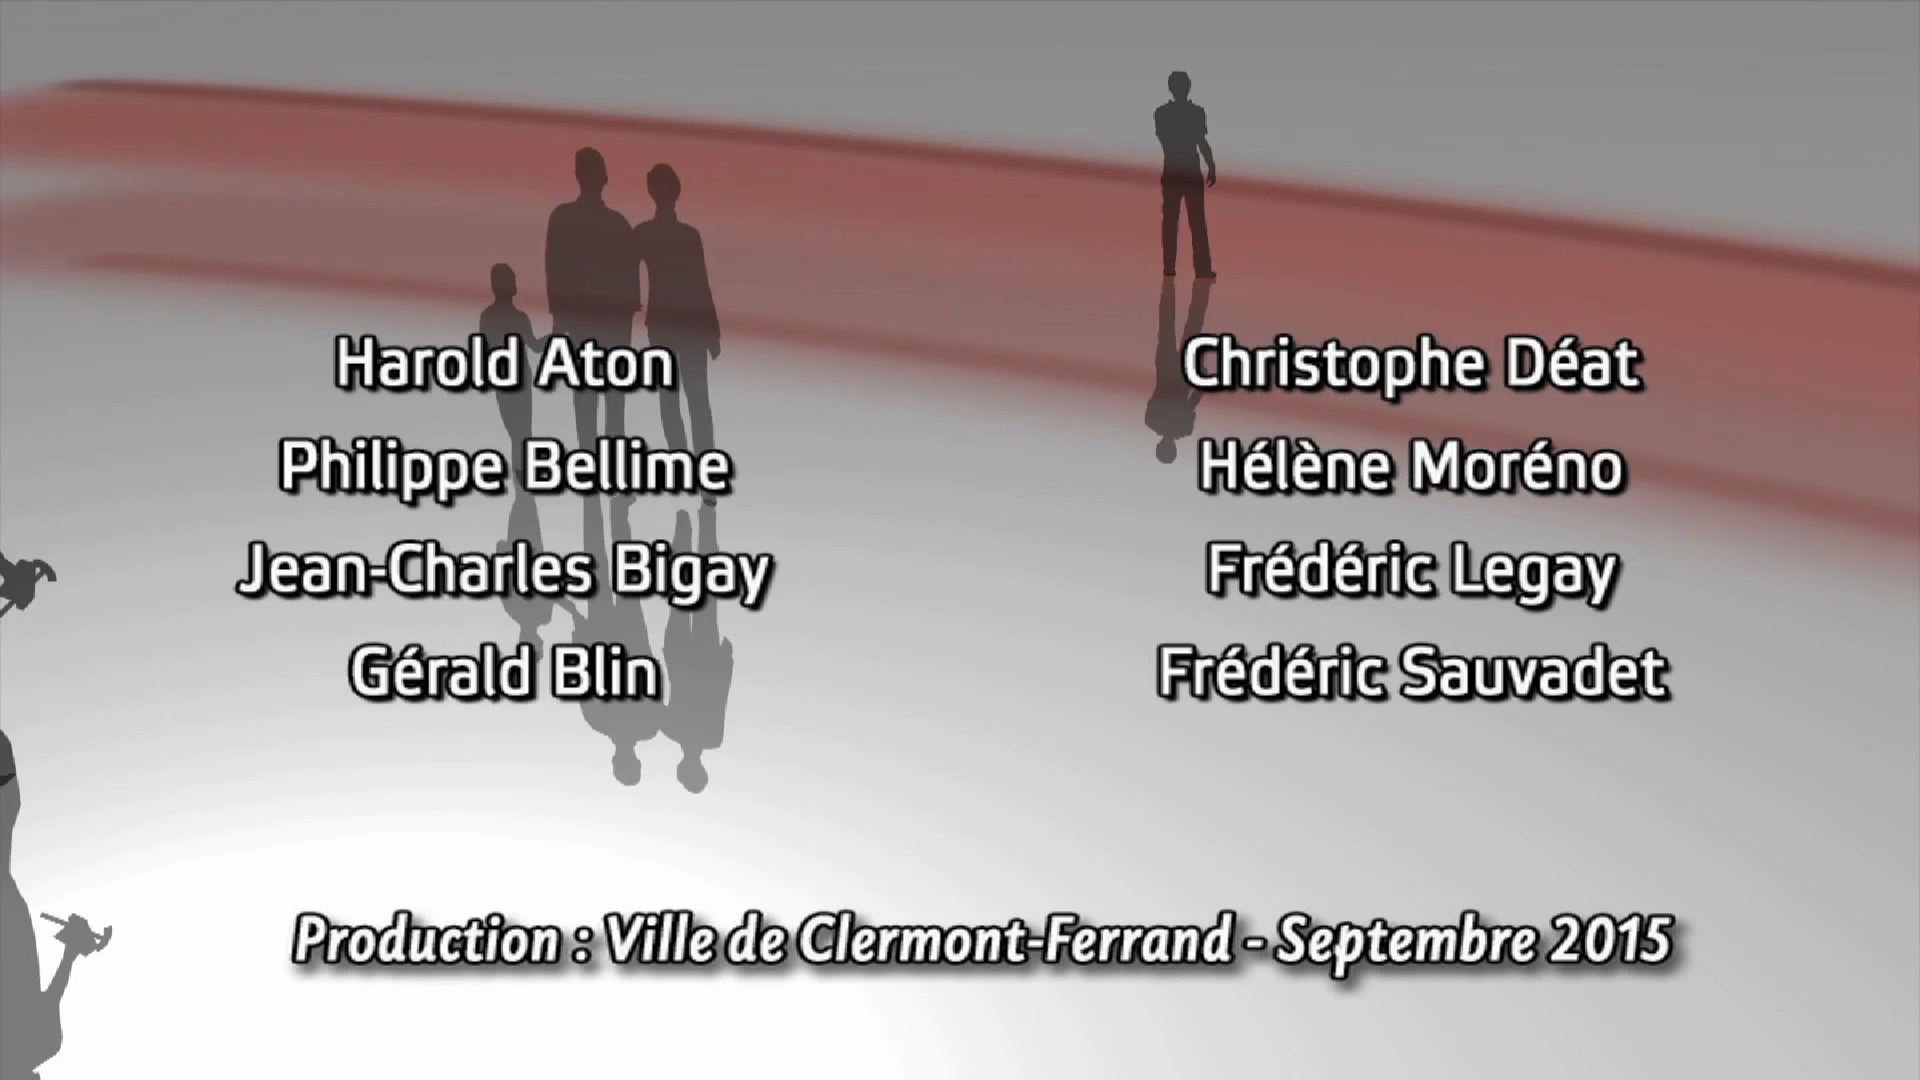 Harold Aton
Philippe Bellime
Jean-Charles Bigay
Gérald Blin
Christophe Déat
Hélène Moréno
Frédéric Legay
Frédéric Sauvadet
Production : Ville de Clermont-Ferrand - Septembre 2015